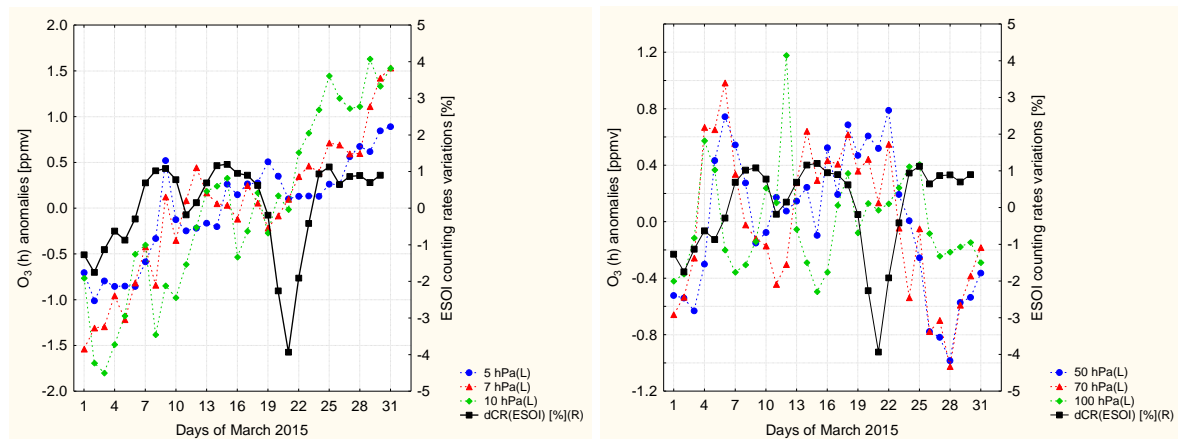 2.0
1.5
1.0
0.5
0.0
-0.5
-1.0
-1.5
-2.0
O3 (h) anomalies [ppmv]
5
4
3
2
1
0
-1
-2
-3
-4
-5
ESOI counting rates variations [%]
1 4 7 10 13 16 19 22 25 28 31
Days of March 2015
5 hPa(L)
7 hPa(L)
10 hPa(L)
dCR(ESOI) [%](R)
1.2
0.8
0.4
0.0
-0.4
-0.8
-1.2
O3 (h) anomalies [ppmv]
5
4
3
2
1
0
-1
-2
-3
-4
-5
ESOI counting rates variations [%]
1 4 7 10 13 16 19 22 25 28 31
Days of March 2015
50 hPa(L)
70 hPa(L)
100 hPa(L)
dCR(ESOI) [%](R)